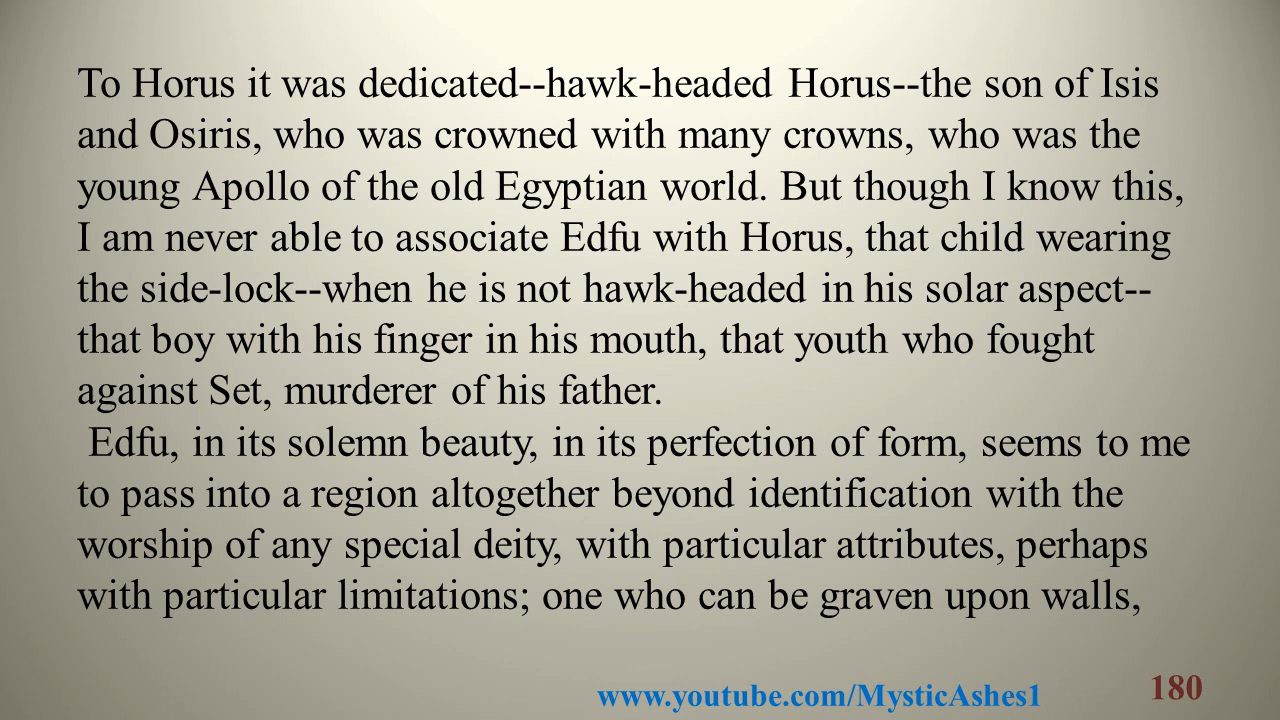 To Horus it was dedicated--hawk-headed Horus--the son of Isis
and Osiris, who was crowned with many crowns, who was the
young Apollo of the old Egyptian world. But though I know this,
I am never able to associate Edfu with Horus, that child wearing
the side-lock--when he is not hawk-headed in his solar aspect--
that boy with his finger in his mouth, that youth who fought
against Set, murderer of his father.
Edfu, in its solemn beauty, in its perfection of form, seems to me
to pass into a region altogether beyond identification with the
worship of any special deity, with particular attributes, perhaps
with particular limitations; one who can be graven upon walls,
www.youtube.com/MysticAshes1
180